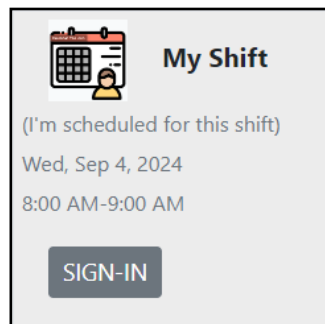 My Shift
(I'm scheduled for this shift)
Wed, Sep 4, 2024
8:00 AM-9:00 AM
SIGN-IN